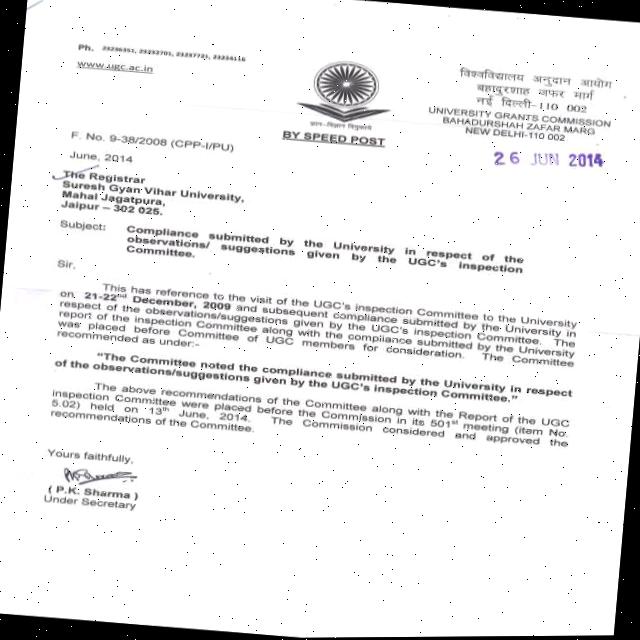 Ph. 23236351, 23232701, 23237721, 23234116
www.ugc.ac.in
विश्वविद्यालय अनुदान आयोग
बहादुरशाह जफर मार्ग
नई दिल्ली-110 002
UNIVERSITY GRANTS COMMISSION
BAHADURSHAH ZAFAR MARG
NEW DELHI-110 002
ज्ञान-विज्ञान विमुक्तये
BY SPEED POST
F. No. 9-38/2008 (CPP-I/PU)
June, 2014
26 JUN 2014
The Registrar
Suresh Gyan Vihar University,
Mahal Jagatpura,
Jaipur – 302 025.
Subject: Compliance submitted by the University in respect of the
observations/ suggestions given by the UGC's inspection
Committee.
Sir,
This has reference to the visit of the UGC's inspection Committee to the University
on 21-22nd December, 2009 and subsequent compliance submitted by the University in
respect of the observations/suggestions given by the UGC's inspection Committee. The
report of the inspection Committee along with the compliance submitted by the University
was placed before Committee of UGC members for consideration. The Committee
recommended as under:-
"The Committee noted the compliance submitted by the University in respect
of the observations/suggestions given by the UGC's inspection Committee."
The above recommendations of the Committee along with the Report of the UGC
inspection Committee were placed before the Commission in its 501st meeting (item No.
5.02) held on 13th June, 2014. The Commission considered and approved the
recommendations of the Committee.
Yours faithfully,
( P.K. Sharma )
Under Secretary